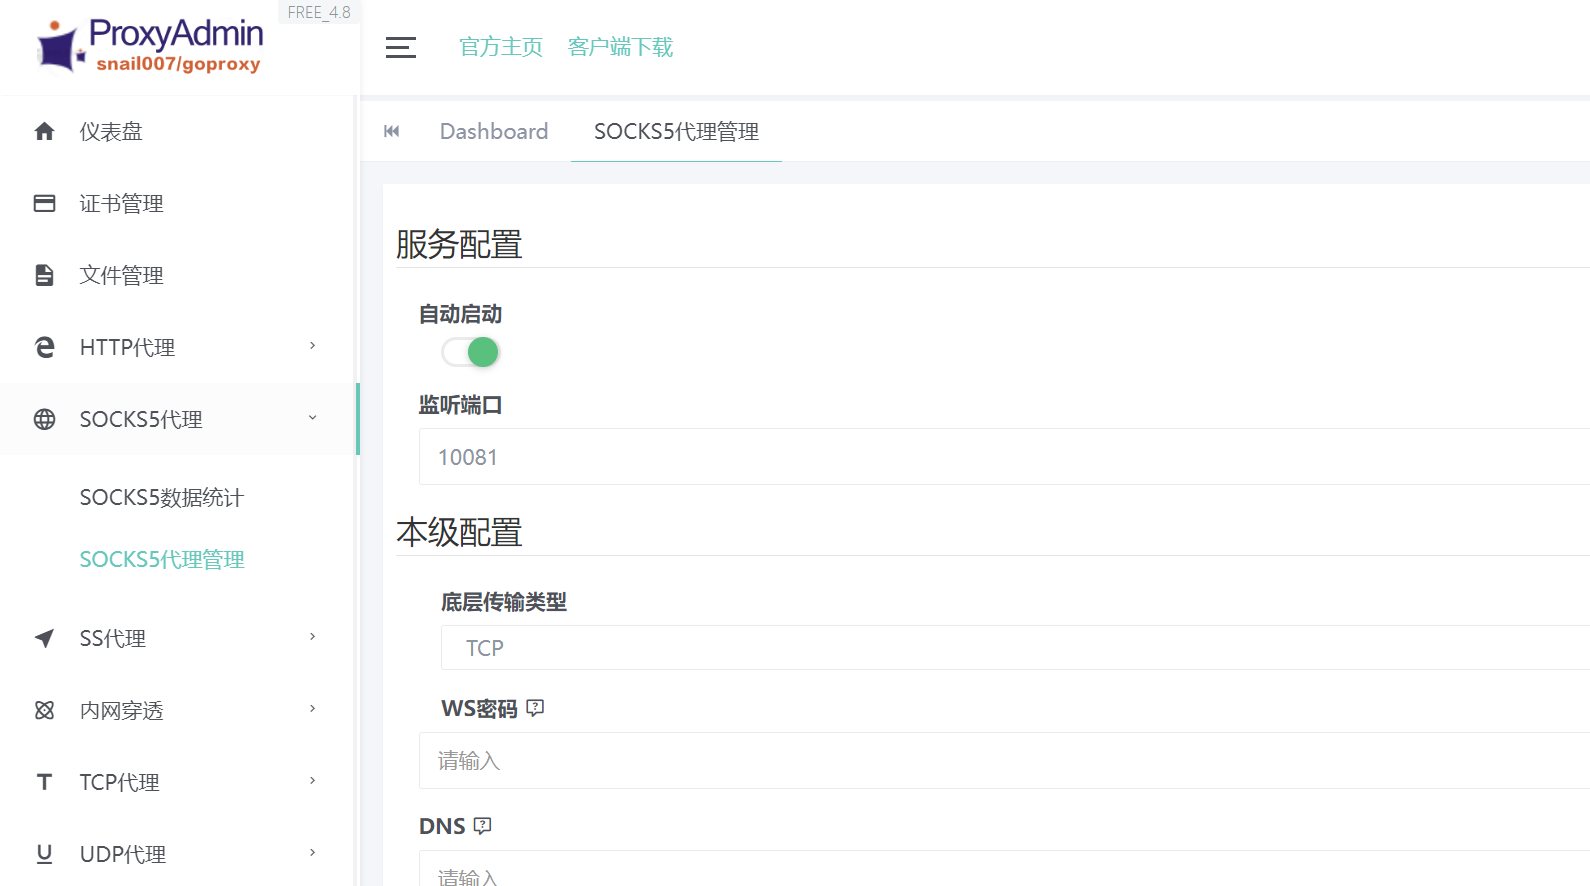 FREE_4.8
ProxyAdmin
snail007/goproxy
官方主页 客户端下载
仪表盘
证书管理
文件管理
HTTP代理
SOCKS5代理
SOCKS5数据统计
SOCKS5代理管理
SS代理
内网穿透
TCP代理
UDP代理
Dashboard SOCKS5代理管理
服务配置
自动启动
监听端口
10081
本级配置
底层传输类型
TCP
WS密码
请输入
DNS
请输入